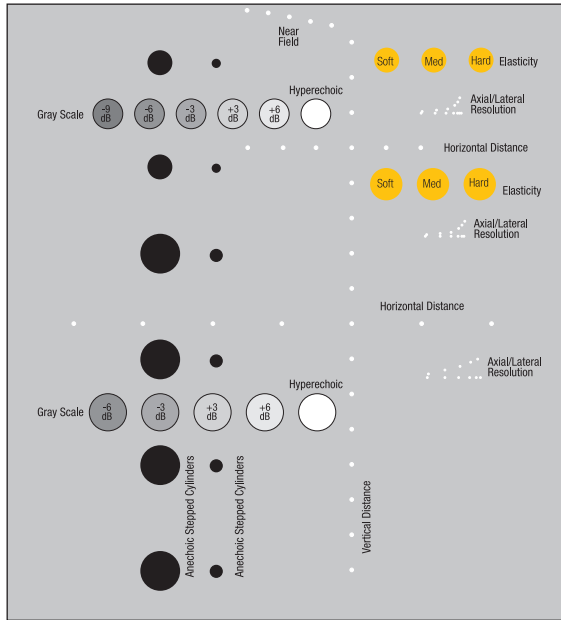 Near
Field
Soft
Med
Hard
Elasticity
Hyperechoic
Axial/Lateral
Resolution
Gray Scale
-9
dB
-6
dB
-3
dB
+3
dB
+6
dB
Horizontal Distance
Soft
Med
Hard
Elasticity
Axial/Lateral
Resolution
Horizontal Distance
Axial/Lateral
Resolution
Hyperechoic
Gray Scale
-6
dB
-3
dB
+3
dB
+6
dB
Anechoic Stepped Cylinders
Anechoic Stepped Cylinders
Vertical Distance